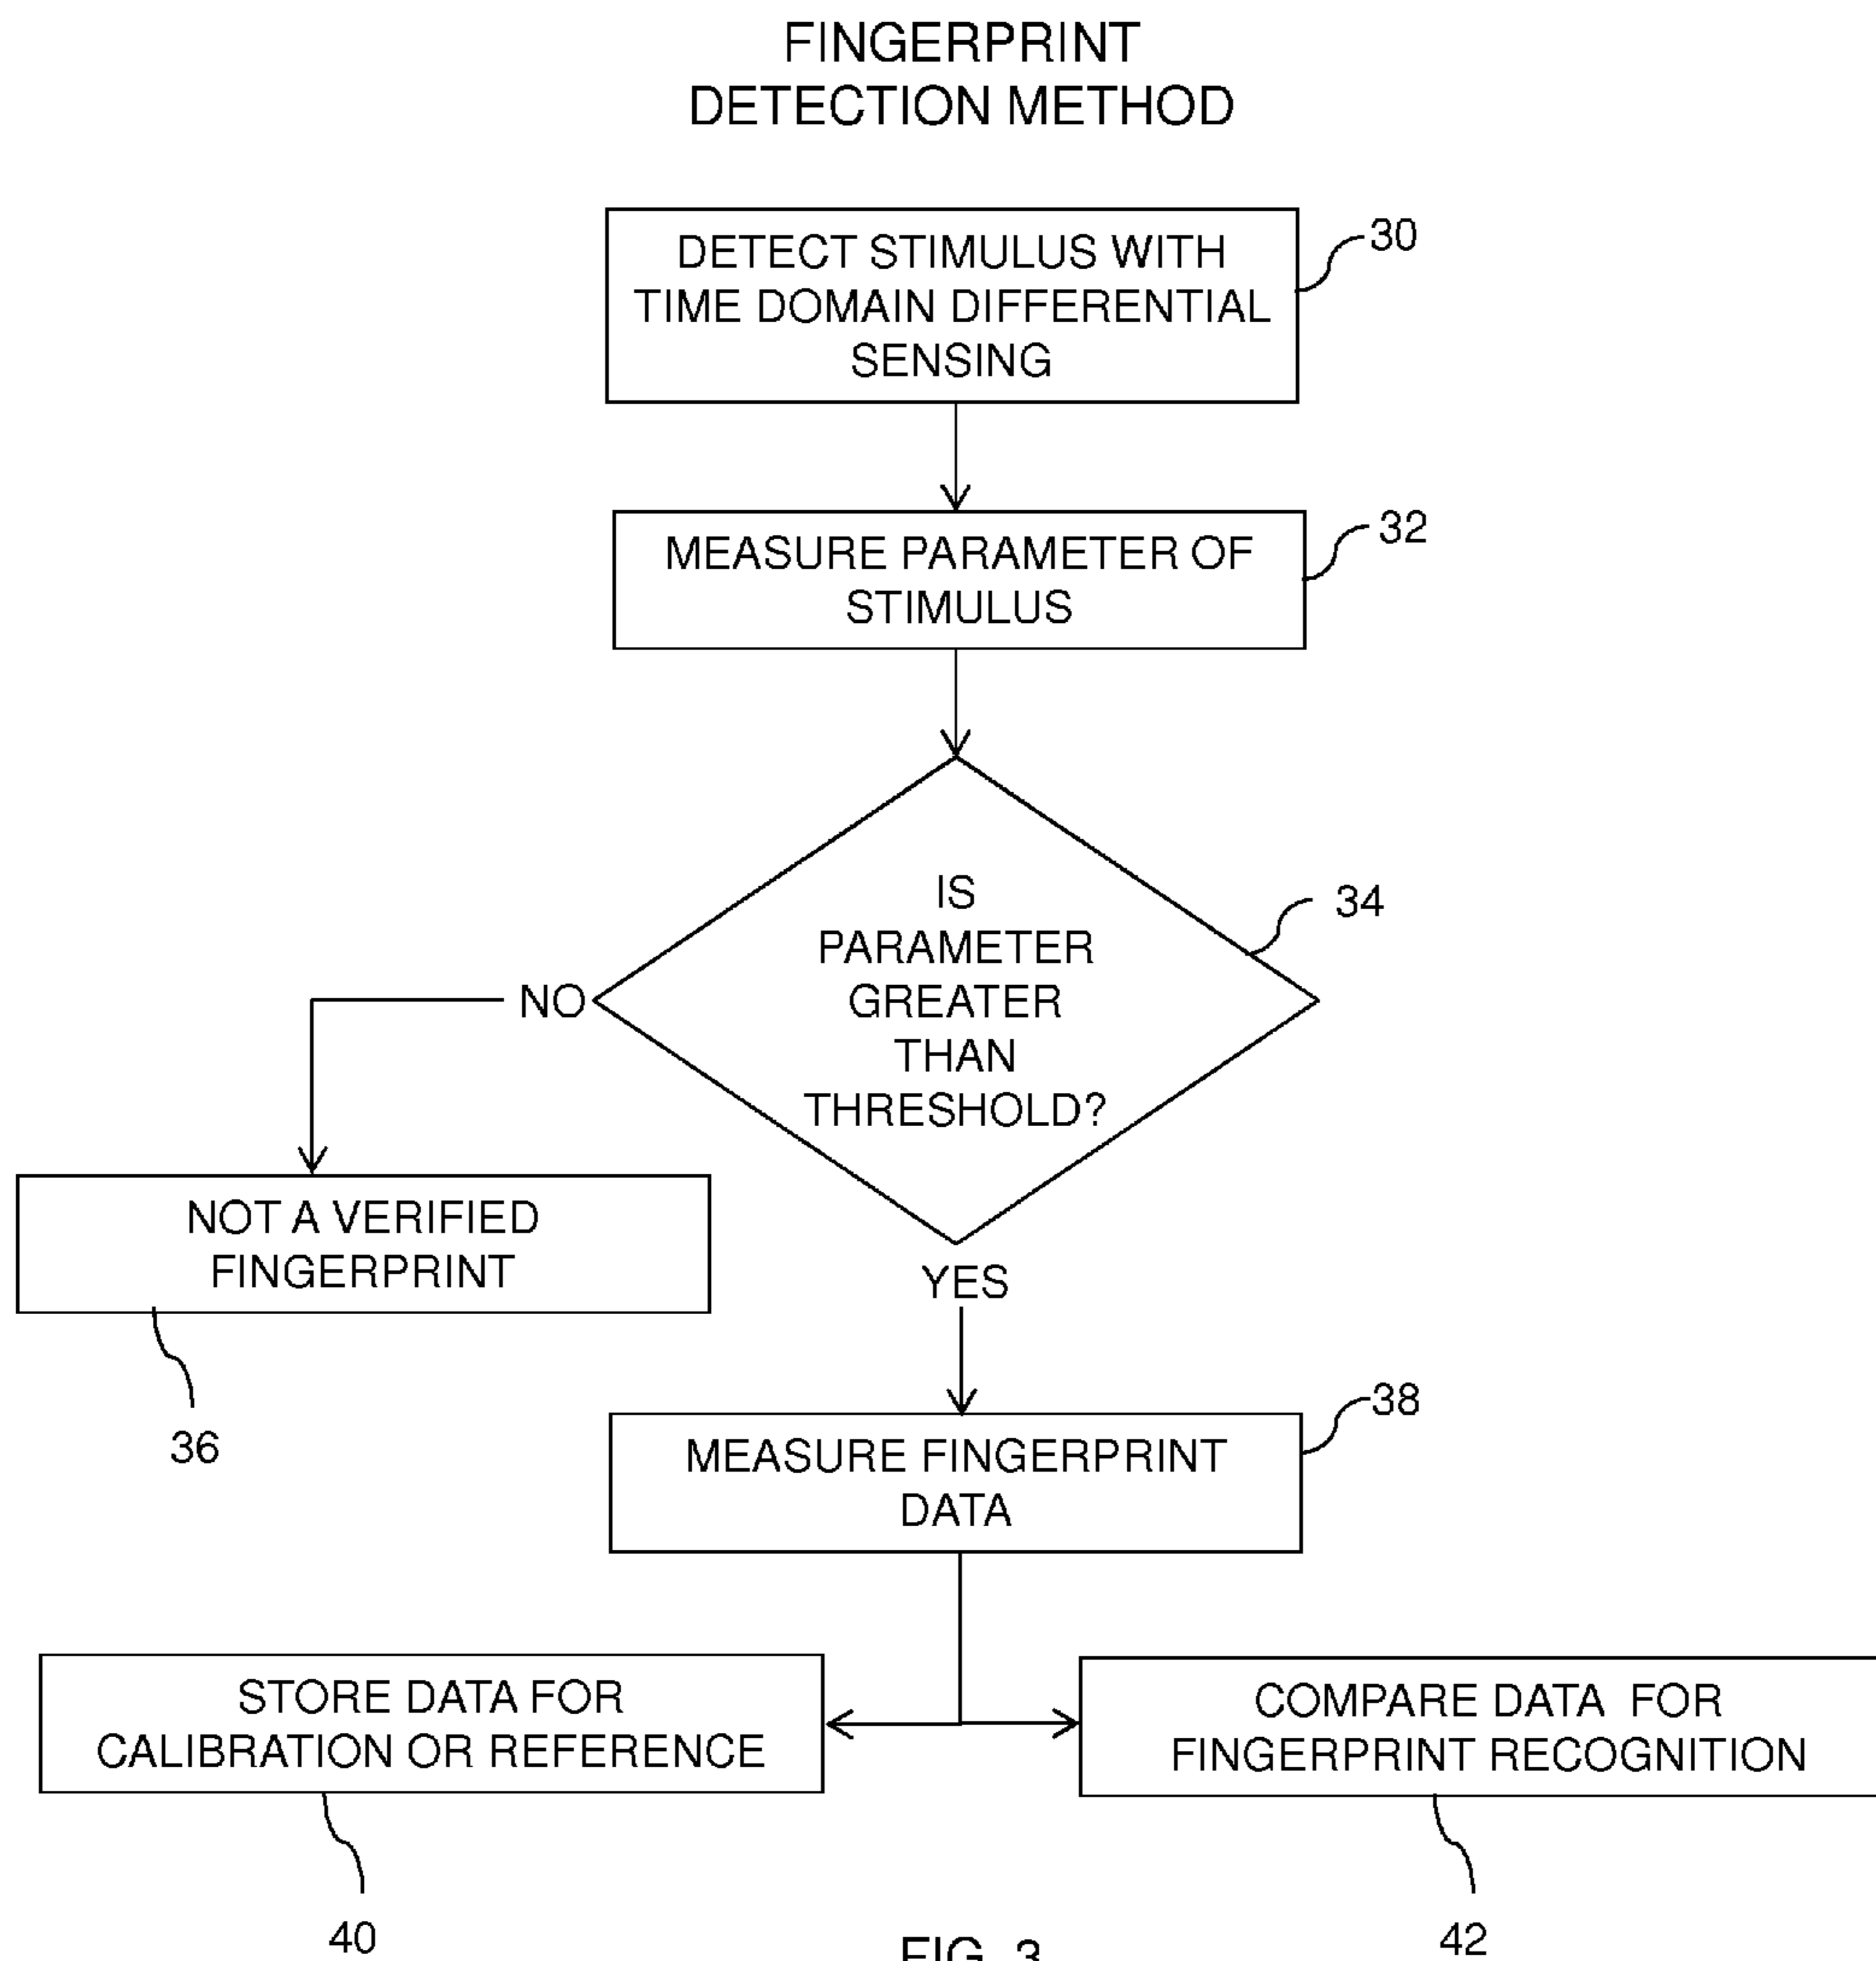 FINGERPRINT
DETECTION METHOD
DETECT STIMULUS WITH
TIME DOMAIN DIFFERENTIAL
SENSING
30
MEASURE PARAMETER OF
STIMULUS
32
IS
PARAMETER
GREATER
THAN
THRESHOLD?
34
NO
NOT A VERIFIED
FINGERPRINT
36
YES
MEASURE FINGERPRINT
DATA
38
STORE DATA FOR
CALIBRATION OR REFERENCE
40
COMPARE DATA FOR
FINGERPRINT RECOGNITION
42
FIG. 3